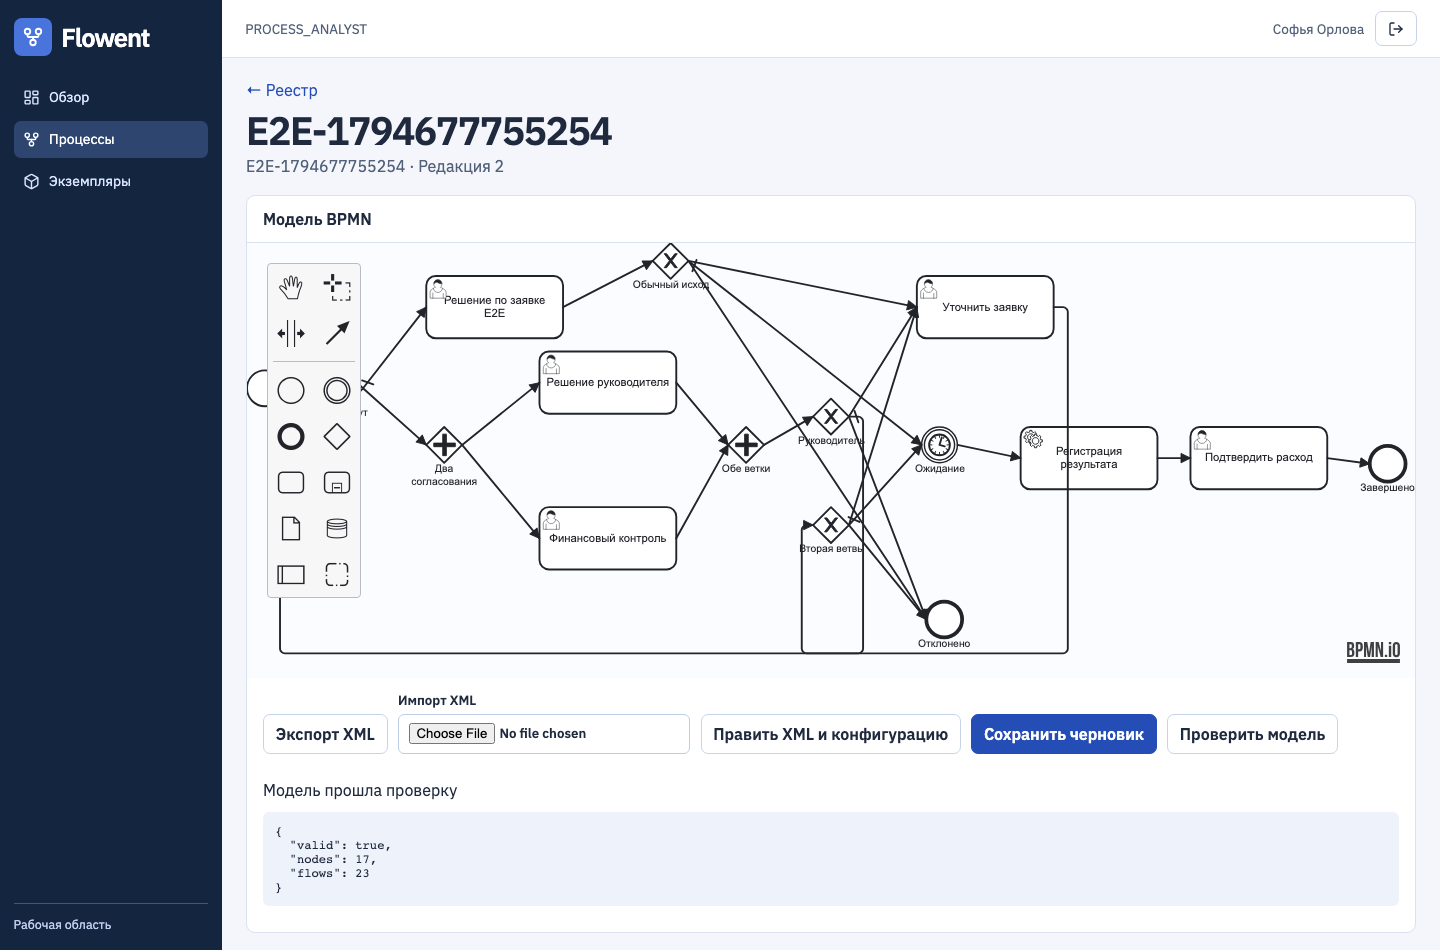 Flowent
Обзор
Процессы
Экземпляры
Рабочая область
PROCESS_ANALYST
Софья Орлова
← Реестр
E2E-1794677755254
E2E-1794677755254 · Редакция 2
Модель BPMN
Обычный исход
Решение по заявке
E2E
Уточнить заявку
Решение руководителя
Руководитель
Два
согласования
Обе ветки
Ожидание
Регистрация
результата
Подтвердить расход
Завершено
Финансовый контроль
Вторая ветвь
Отклонено
BPMN.iO
Импорт XML
Экспорт XML
Choose File No file chosen
Править XML и конфигурацию
Сохранить черновик
Проверить модель
Модель прошла проверку
{
"valid": true,
"nodes": 17,
"flows": 23
}